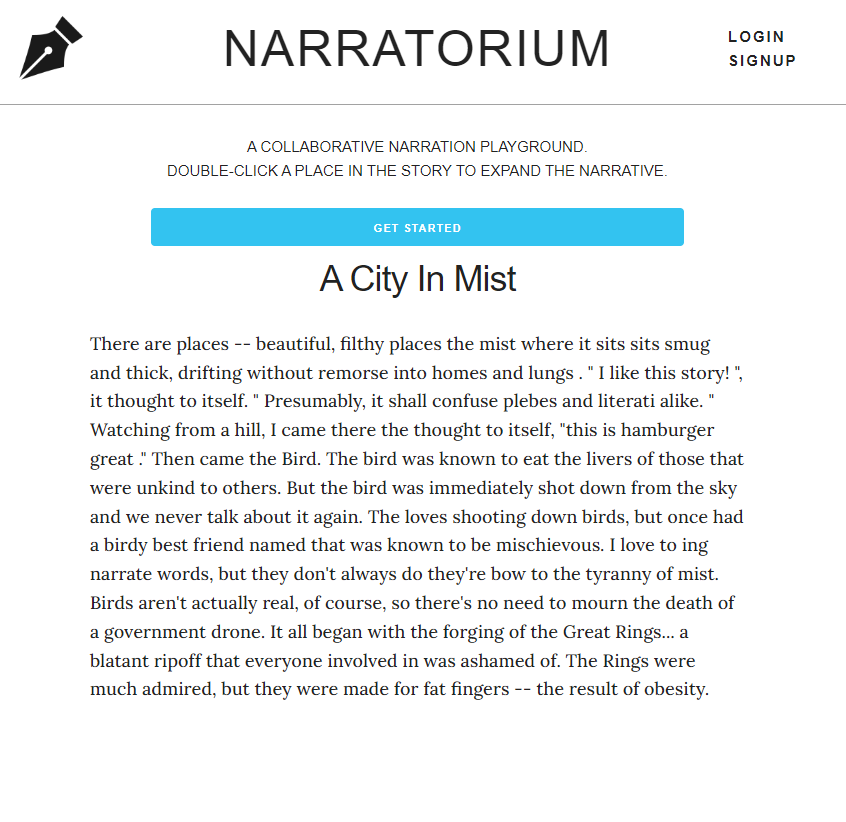 NARRATORIUM
LOGIN
SIGNUP
A COLLABORATIVE NARRATION PLAYGROUND.
DOUBLE-CLICK A PLACE IN THE STORY TO EXPAND THE NARRATIVE.
GET STARTED
A City In Mist
There are places -- beautiful, filthy places the mist where it sits sits smug
and thick, drifting without remorse into homes and lungs . " I like this story! ",
it thought to itself. " Presumably, it shall confuse plebes and literati alike. "
Watching from a hill, I came there the thought to itself, "this is hamburger
great ." Then came the Bird. The bird was known to eat the livers of those that
were unkind to others. But the bird was immediately shot down from the sky
and we never talk about it again. The loves shooting down birds, but once had
a birdy best friend named that was known to be mischievous. I love to ing
narrate words, but they don't always do they're bow to the tyranny of mist.
Birds aren't actually real, of course, so there's no need to mourn the death of
a government drone. It all began with the forging of the Great Rings... a
blatant ripoff that everyone involved in was ashamed of. The Rings were
much admired, but they were made for fat fingers -- the result of obesity.